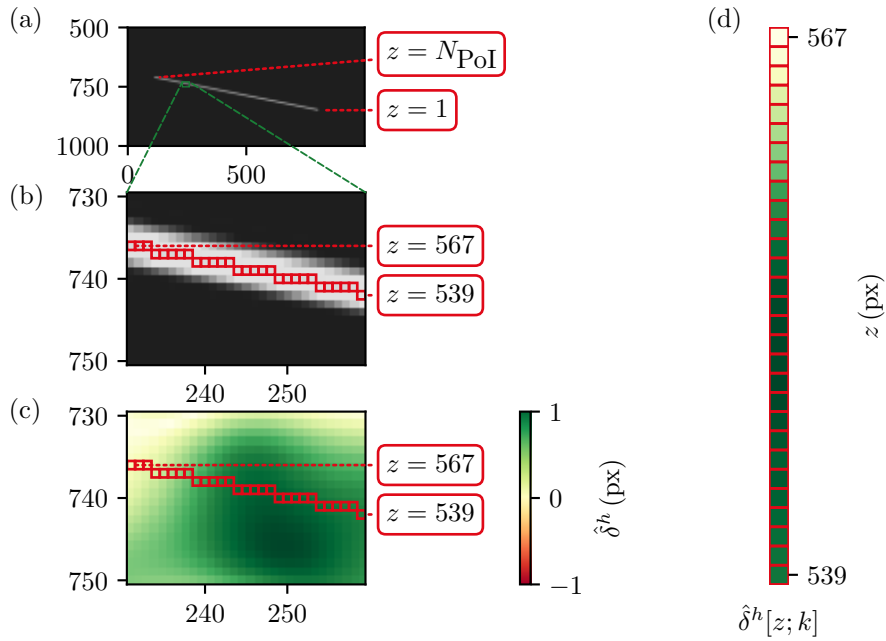 (a)
500
750
1000
0
500
z = N_PoI
z = 1
(b)
730
740
750
240
250
z = 567
z = 539
(c)
730
740
750
240
250
z = 567
z = 539
1
0
−1
δ̂^h (px)
(d)
567
539
z (px)
δ̂^h[z; k]